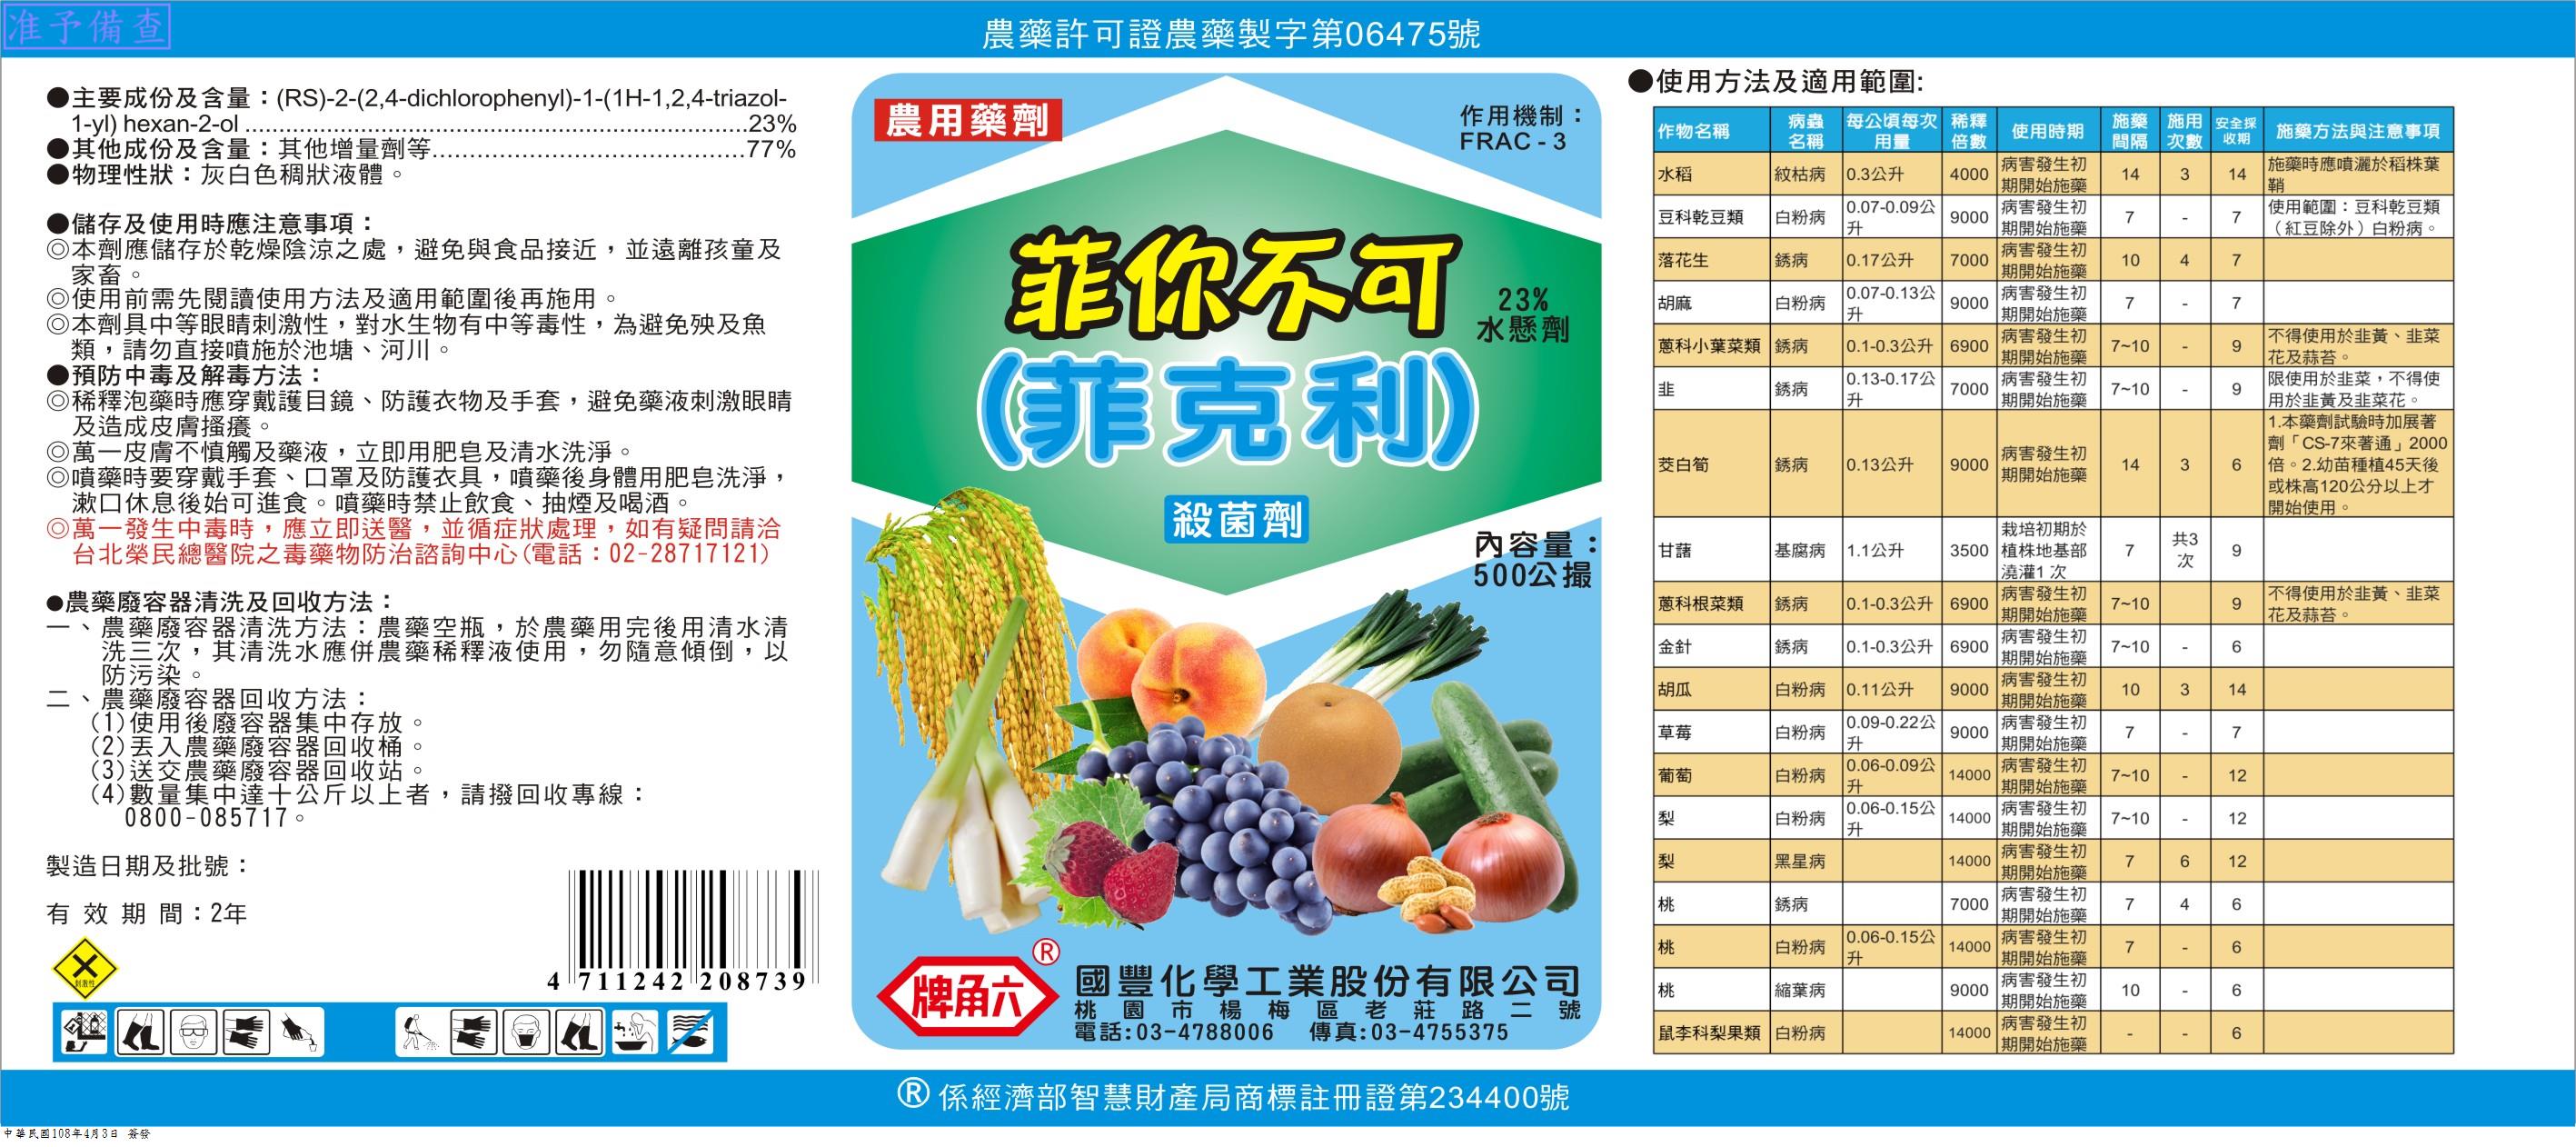 准予備查
農藥許可證農藥製字第06475號
●主要成份及含量：(RS)-2-(2,4-dichlorophenyl)-1-(1H-1,2,4-triazol-
1-yl) hexan-2-ol ...........................................................................23%
●其他成份及含量：其他增量劑等..........................................77%
●物理性狀：灰白色稠狀液體。
●儲存及使用時應注意事項：
◎本劑應儲存於乾燥陰涼之處，避免與食品接近，並遠離孩童及
家畜。
◎使用前需先閱讀使用方法及適用範圍後再施用。
◎本劑具中等眼睛刺激性，對水生物有中等毒性，為避免殃及魚
類，請勿直接噴施於池塘、河川。
●預防中毒及解毒方法：
◎稀釋泡藥時應穿戴護目鏡、防護衣物及手套，避免藥液刺激眼睛
及造成皮膚搔癢。
◎萬一皮膚不慎觸及藥液，立即用肥皂及清水洗淨。
◎噴藥時要穿戴手套、口罩及防護衣具，噴藥後身體用肥皂洗淨，
漱口休息後始可進食。噴藥時禁止飲食、抽煙及喝酒。
◎萬一發生中毒時，應立即送醫，並循症狀處理，如有疑問請洽
台北榮民總醫院之毒藥物防治諮詢中心(電話：02-28717121)
●農藥廢容器清洗及回收方法：
一、農藥廢容器清洗方法：農藥空瓶，於農藥用完後用清水清
洗三次，其清洗水應併農藥稀釋液使用，勿隨意傾倒，以
防污染。
二、農藥廢容器回收方法：
(1)使用後廢容器集中存放。
(2)丟入農藥廢容器回收桶。
(3)送交農藥廢容器回收站。
(4)數量集中達十公斤以上者，請撥回收專線：
0800-085717。
製造日期及批號：
有 效 期 間：2年
刺激性
4 711242 208739
農用藥劑
作用機制：
FRAC - 3
菲你不可
23%
水懸劑
(菲克利)
殺菌劑
內容量：
500公撮
牌角六
®
國豐化學工業股份有限公司
桃園市楊梅區老莊路二號
電話:03-4788006 傳真:03-4755375
●使用方法及適用範圍:
作物名稱 病蟲名稱 每公頃每次用量 稀釋倍數 使用時期 施藥間隔 施用次數 安全採收期 施藥方法與注意事項
水稻 紋枯病 0.3公升 4000 病害發生初期開始施藥 14 3 14 施藥時應噴灑於稻株葉鞘
豆科乾豆類 白粉病 0.07-0.09公升 9000 病害發生初期開始施藥 7 - 7 使用範圍：豆科乾豆類（紅豆除外）白粉病。
落花生 銹病 0.17公升 7000 病害發生初期開始施藥 10 4 7
胡麻 白粉病 0.07-0.13公升 9000 病害發生初期開始施藥 7 - 7
蔥科小葉菜類 銹病 0.1-0.3公升 6900 病害發生初期開始施藥 7~10 - 9 不得使用於韭黃、韭菜花及蒜苔。
韭 銹病 0.13-0.17公升 7000 病害發生初期開始施藥 7~10 - 9 限使用於韭菜，不得使用於韭黃及韭菜花。
茭白筍 銹病 0.13公升 9000 病害發生初期開始施藥 14 3 6 1.本藥劑試驗時加展著劑「CS-7來著通」2000倍。2.幼苗種植45天後或株高120公分以上才開始使用。
甘藷 基腐病 1.1公升 3500 栽培初期於植株地基部澆灌1 次 7 共3次 9
蔥科根菜類 銹病 0.1-0.3公升 6900 病害發生初期開始施藥 7~10 9 不得使用於韭黃、韭菜花及蒜苔。
金針 銹病 0.1-0.3公升 6900 病害發生初期開始施藥 7~10 - 6
胡瓜 白粉病 0.11公升 9000 病害發生初期開始施藥 10 3 14
草莓 白粉病 0.09-0.22公升 9000 病害發生初期開始施藥 7 - 7
葡萄 白粉病 0.06-0.09公升 14000 病害發生初期開始施藥 7~10 - 12
梨 白粉病 0.06-0.15公升 14000 病害發生初期開始施藥 7~10 - 12
梨 黑星病 14000 病害發生初期開始施藥 7 6 12
桃 銹病 7000 病害發生初期開始施藥 7 4 6
桃 白粉病 0.06-0.15公升 14000 病害發生初期開始施藥 7 - 6
桃 縮葉病 9000 病害發生初期開始施藥 10 - 6
鼠李科梨果類 白粉病 14000 病害發生初期開始施藥 - - 6
®係經濟部智慧財產局商標註冊證第234400號
中華民國108年4月3日 簽發